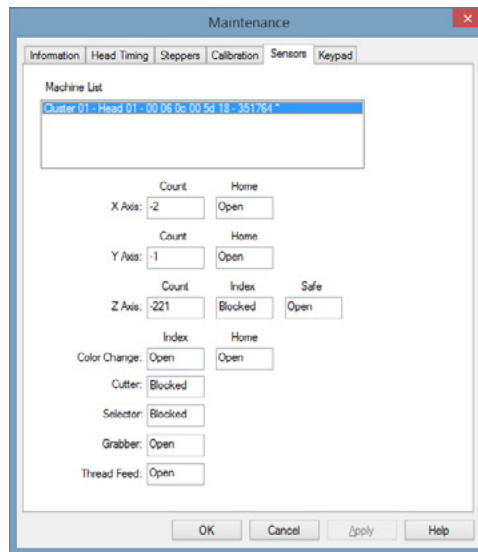 Maintenance
Information Head Timing Steppers Calibration Sensors Keypad
Machine List
Cluster 01 - Head 01 - 00 06 0c 00 5d 18 - 351764 *
Count Home
X Axis: -2 Open
Count Home
Y Axis: -1 Open
Count Index Safe
Z Axis: -221 Blocked Open
Index Home
Color Change: Open Open
Cutter: Blocked
Selector: Blocked
Grabber: Open
Thread Feed: Open
OK Cancel Apply Help